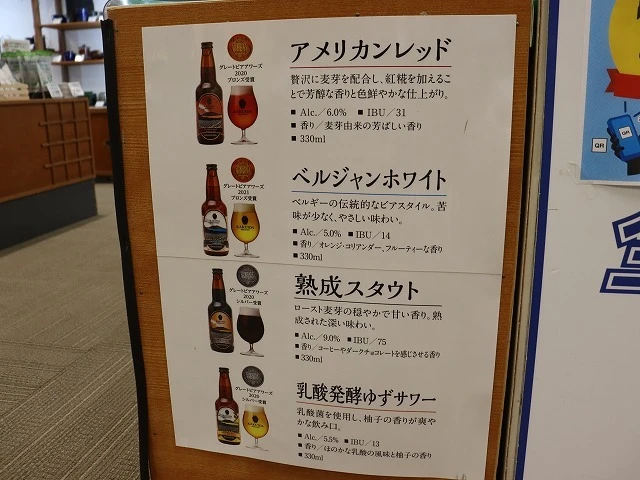 アメリカンレッド
グレートビアアワーズ
2020
ブロンズ受賞
贅沢に麦芽を配合し、紅糀を加えるこ
とで芳醇な香りと色鮮やかな仕上がり。
■ Alc.／6.0% ■ IBU／31
■ 香り／麦芽由来の芳ばしい香り
■ 330ml
ベルジャンホワイト
グレートビアアワーズ
2021
ブロンズ受賞
ベルギーの伝統的なビアスタイル。苦
味が少なく、やさしい味わい。
■ Alc.／5.0% ■ IBU／14
■ 香り／オレンジ・コリアンダー、フルーティーな香り
■ 330ml
熟成スタウト
グレートビアアワーズ
2020
シルバー受賞
ロースト麦芽の穏やかで甘い香り。熟
成された深い味わい。
■ Alc.／9.0% ■ IBU／75
■ 香り／コーヒーやダークチョコレートを感じさせる香り
■ 330ml
乳酸発酵ゆずサワー
グレートビアアワーズ
2020
シルバー受賞
乳酸菌を使用し、柚子の香りが爽や
かな飲み口。
■ Alc.／5.5% ■ IBU／13
■ 香り／ほのかな乳酸の風味と柚子の香り
■ 330ml
QR
QR